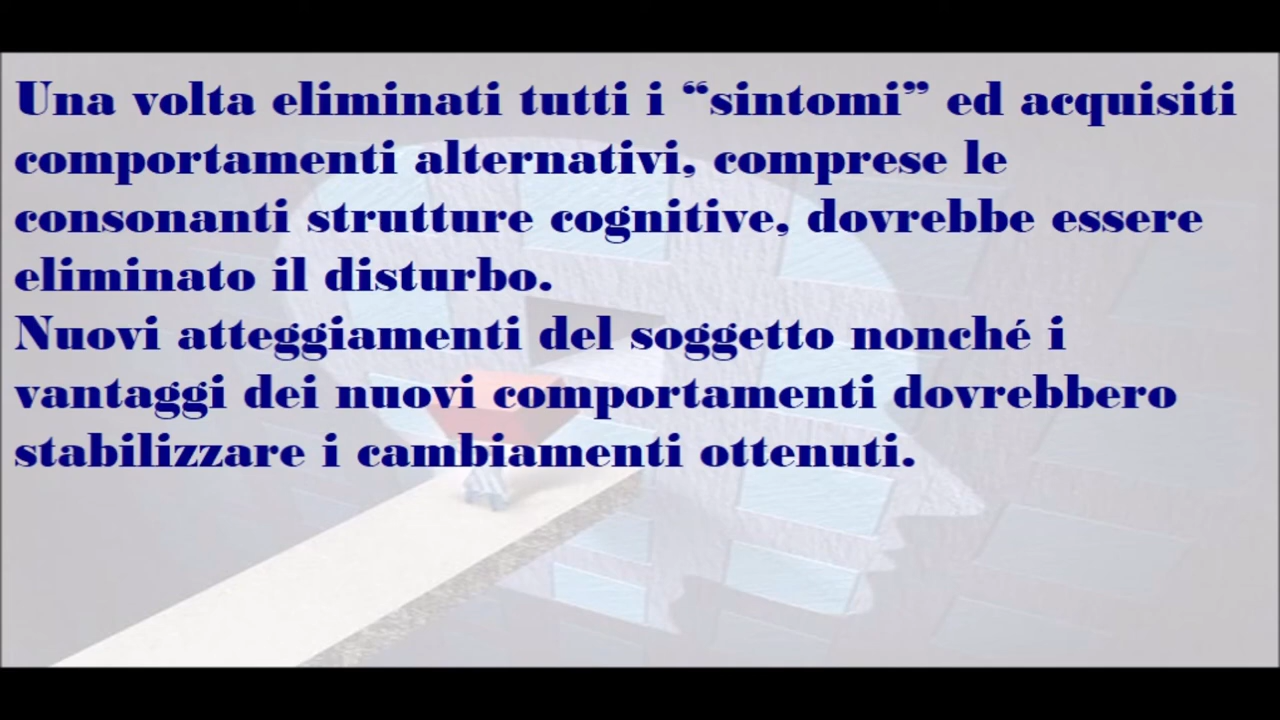 Una volta eliminati tutti i “sintomi” ed acquisiti
comportamenti alternativi, comprese le
consonanti strutture cognitive, dovrebbe essere
eliminato il disturbo.
Nuovi atteggiamenti del soggetto nonché i
vantaggi dei nuovi comportamenti dovrebbero
stabilizzare i cambiamenti ottenuti.